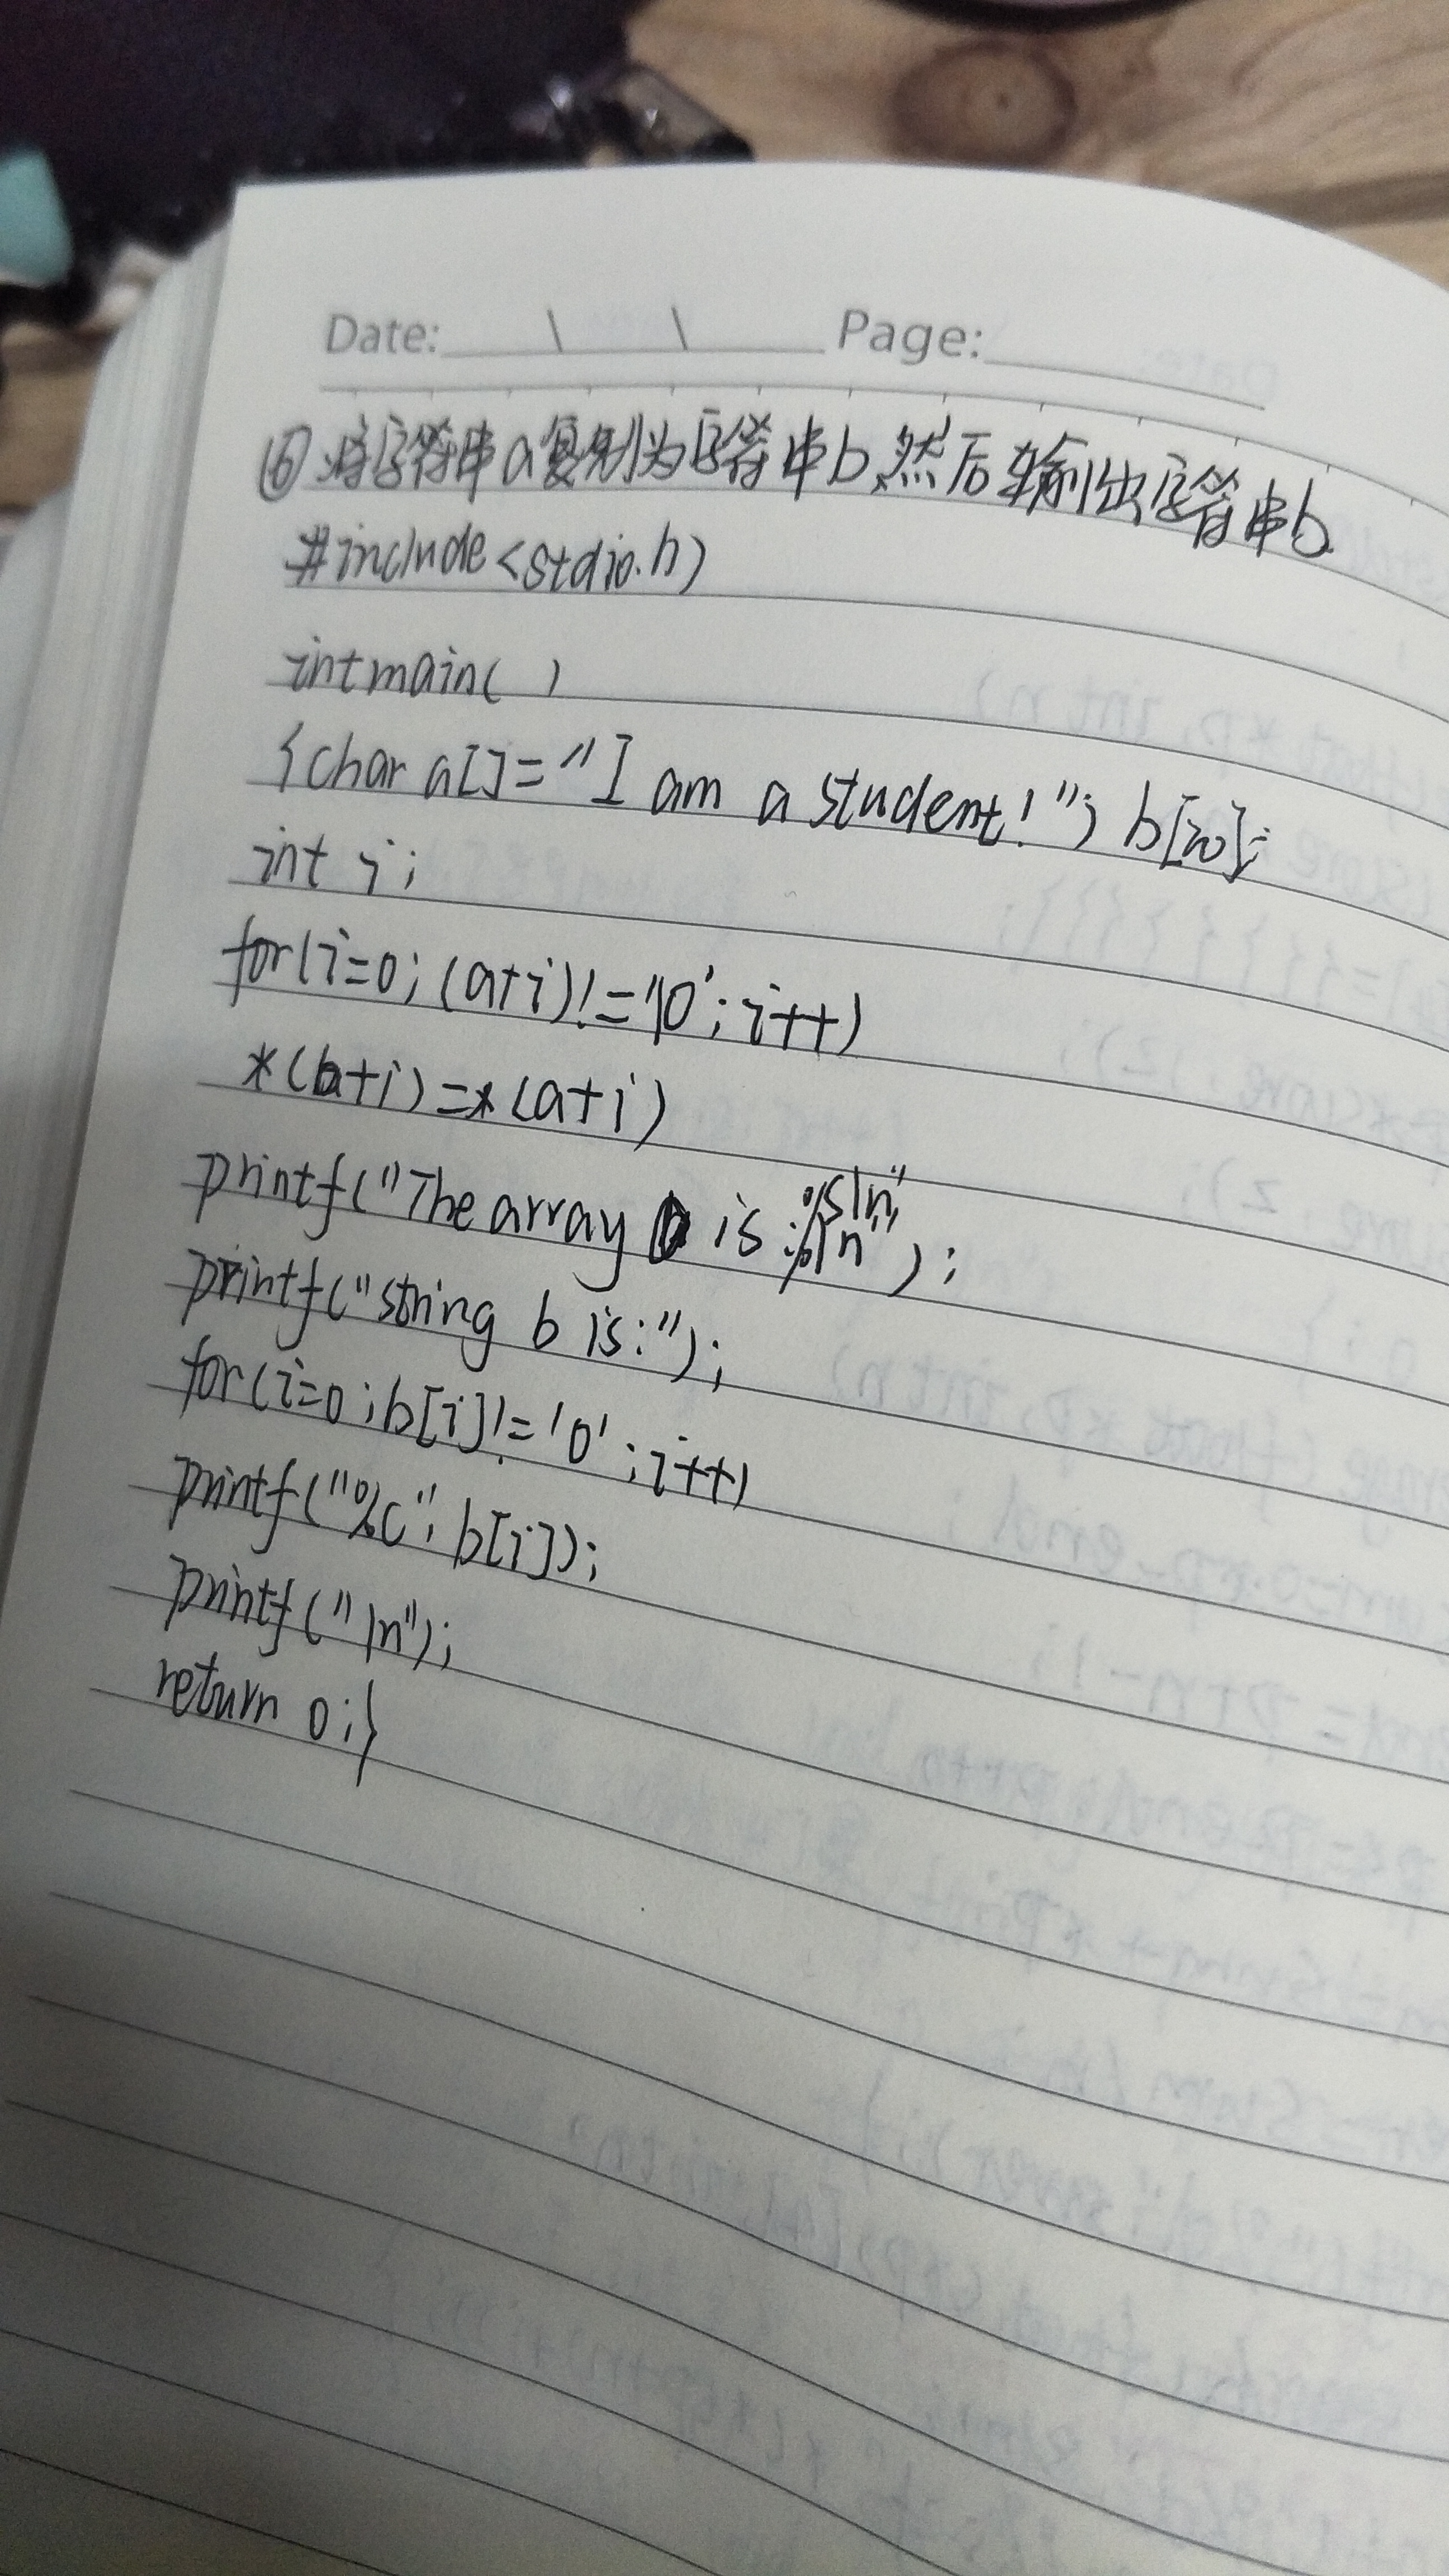 Date: \ \ Page:
⑥将字符串a复制为字符串b,然后输出字符串b.
#include<stdio.h)
int main( )
{char a[]="I am a student!"; b[20];
int i;
for(i=0;(a+i)!='\0';i++)
*(b+i)=*(a+i)
printf("The array is :%s\n");
printf("string b is:");
for(i=0;b[i]!='0';i++)
printf("%c"; b[i]);
printf("\n");
return 0;}